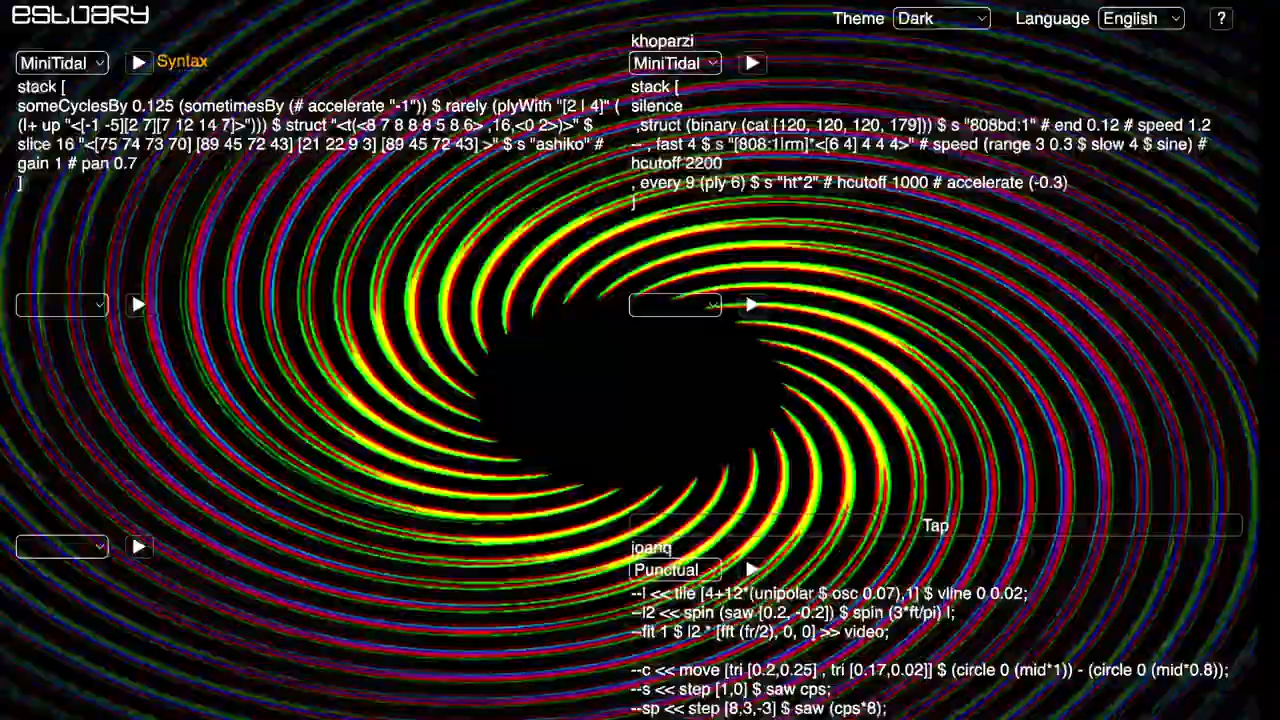 estuary
Theme Dark Language English ?
MiniTidal Syntax
stack [
someCyclesBy 0.125 (sometimesBy (# accelerate "-1")) $ rarely (plyWith "[2 | 4]" (
(|+ up "<[-1 -5][2 7][7 12 14 7]>"))) $ struct "<t(<8 7 8 8 8 5 8 6> ,16,<0 2>)>" $
slice 16 "<[75 74 73 70] [89 45 72 43] [21 22 9 3] [89 45 72 43] >" $ s "ashiko" #
gain 1 # pan 0.7
]
khoparzi
MiniTidal
stack [
silence
,struct (binary (cat [120, 120, 120, 179])) $ s "808bd:1" # end 0.12 # speed 1.2
-- , fast 4 $ s "[808:1|rm]*<[6 4] 4 4 4>" # speed (range 3 0.3 $ slow 4 $ sine) #
hcutoff 2200
, every 9 (ply 6) $ s "ht*2" # hcutoff 1000 # accelerate (-0.3)
]
Tap
joanq
Punctual
--l << tile [4+12*(unipolar $ osc 0.07),1] $ vline 0 0.02;
--l2 << spin (saw [0.2, -0.2]) $ spin (3*ft/pi) l;
--fit 1 $ l2 * [fft (fr/2), 0, 0] >> video;
--c << move [tri [0.2,0.25] , tri [0.17,0.02]] $ (circle 0 (mid*1)) - (circle 0 (mid*0.8));
--s << step [1,0] $ saw cps;
--sp << step [8,3,-3] $ saw (cps*8);